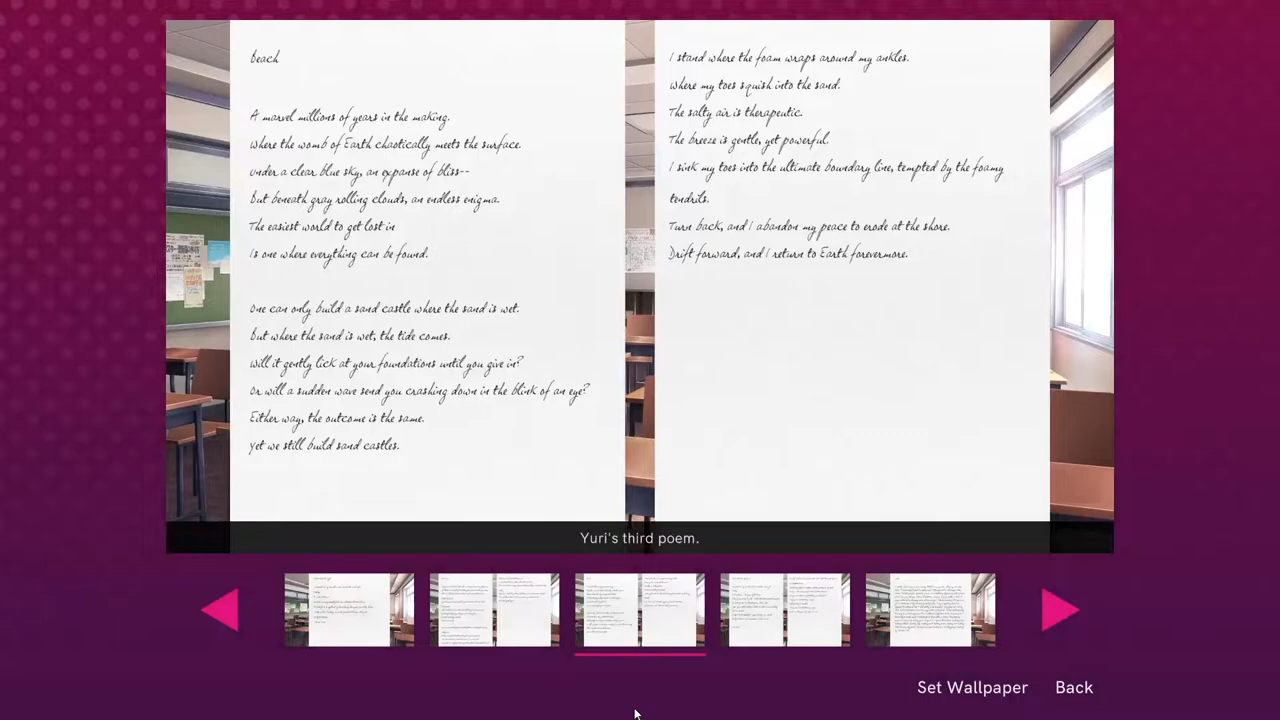 Beach
A marvel millions of years in the making.
Where the womb of Earth chaotically meets the surface.
Under a clear blue sky, an expanse of bliss--
But beneath gray rolling clouds, an endless enigma.
The easiest world to get lost in
Is one where everything can be found.
One can only build a sand castle where the sand is wet.
But where the sand is wet, the tide comes.
Will it gently lick at your foundations until you give in?
Or will a sudden wave send you crashing down in the blink of an eye?
Either way, the outcome is the same.
Yet we still build sand castles.
I stand where the foam wraps around my ankles.
Where my toes squish into the sand.
The salty air is therapeutic.
The breeze is gentle, yet powerful.
I sink my toes into the ultimate boundary line, tempted by the foamy
tendrils.
Turn back, and I abandon my peace to erode at the shore.
Drift forward, and I return to Earth forevermore.
Yuri's third poem.
Set Wallpaper
Back